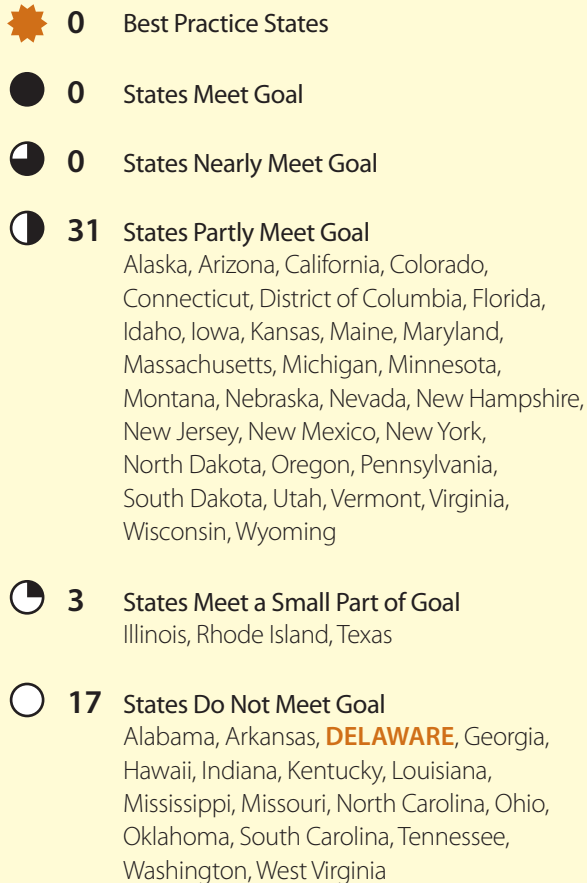 0 Best Practice States
0 States Meet Goal
0 States Nearly Meet Goal
31 States Partly Meet Goal
Alaska, Arizona, California, Colorado,
Connecticut, District of Columbia, Florida,
Idaho, Iowa, Kansas, Maine, Maryland,
Massachusetts, Michigan, Minnesota,
Montana, Nebraska, Nevada, New Hampshire,
New Jersey, New Mexico, New York,
North Dakota, Oregon, Pennsylvania,
South Dakota, Utah, Vermont, Virginia,
Wisconsin, Wyoming
3 States Meet a Small Part of Goal
Illinois, Rhode Island, Texas
17 States Do Not Meet Goal
Alabama, Arkansas, DELAWARE, Georgia,
Hawaii, Indiana, Kentucky, Louisiana,
Mississippi, Missouri, North Carolina, Ohio,
Oklahoma, South Carolina, Tennessee,
Washington, West Virginia